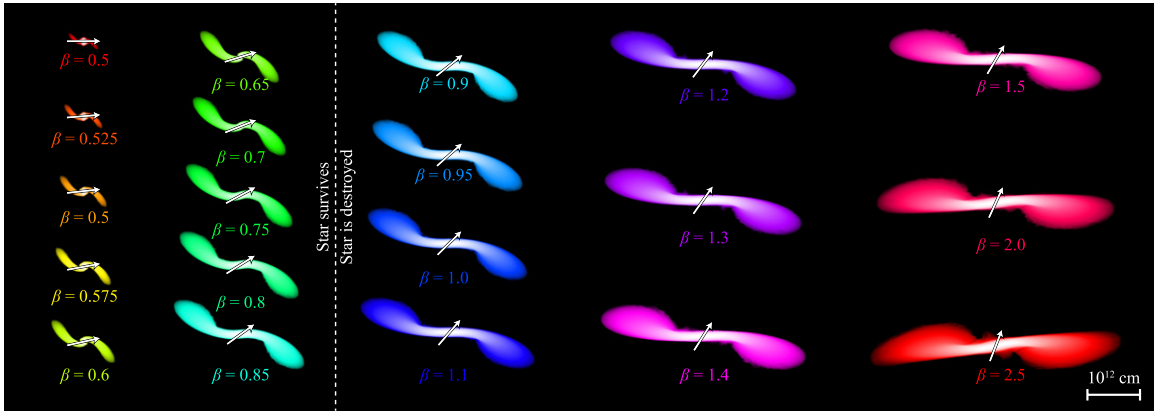 β = 0.5
β = 0.525
β = 0.5
β = 0.575
β = 0.6
β = 0.65
β = 0.7
β = 0.75
β = 0.8
β = 0.85
Star survives
Star is destroyed
β = 0.9
β = 0.95
β = 1.0
β = 1.1
β = 1.2
β = 1.3
β = 1.4
β = 1.5
β = 2.0
β = 2.5
10¹² cm